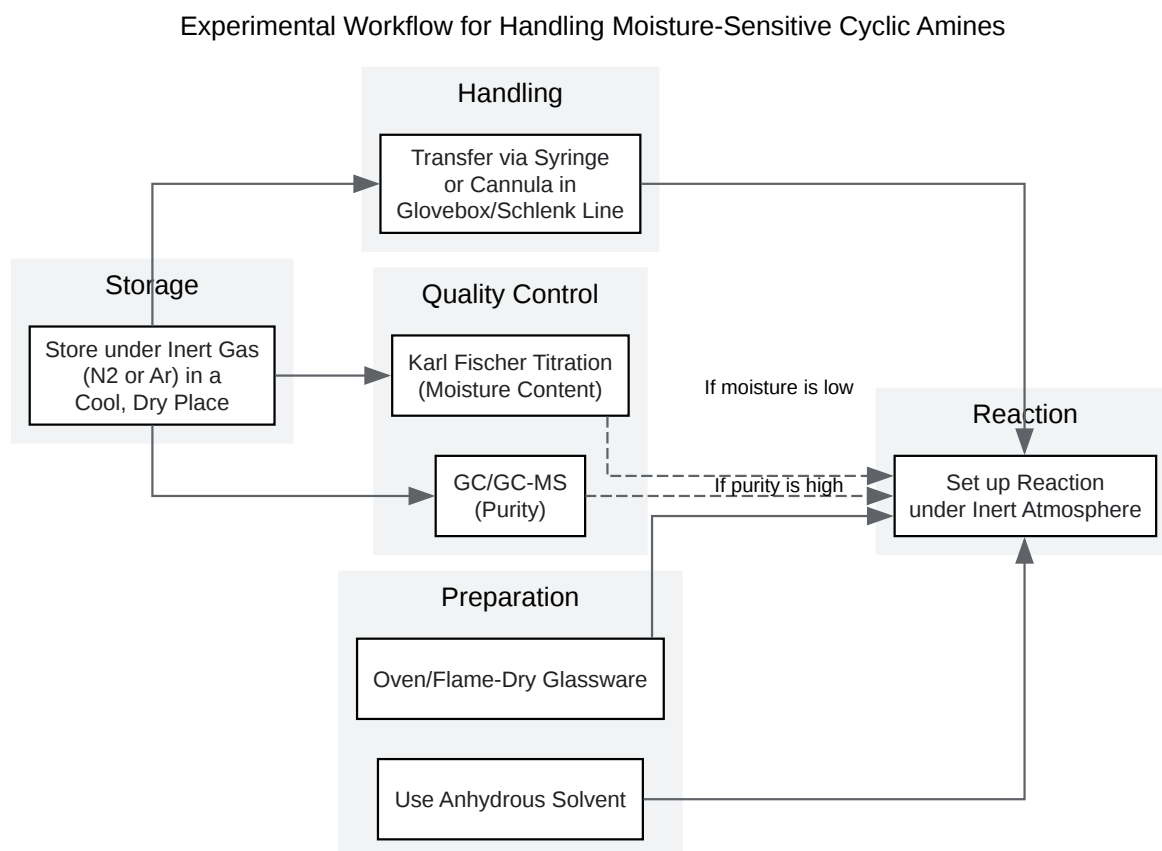 Experimental Workflow for Handling Moisture-Sensitive Cyclic Amines
Handling
Transfer via Syringe
or Cannula in
Glovebox/Schlenk Line
Storage
Store under Inert Gas
(N2 or Ar) in a
Cool, Dry Place
Quality Control
Karl Fischer Titration
(Moisture Content)
GC/GC-MS
(Purity)
If moisture is low
If purity is high
Reaction
Set up Reaction
under Inert Atmosphere
Preparation
Oven/Flame-Dry Glassware
Use Anhydrous Solvent